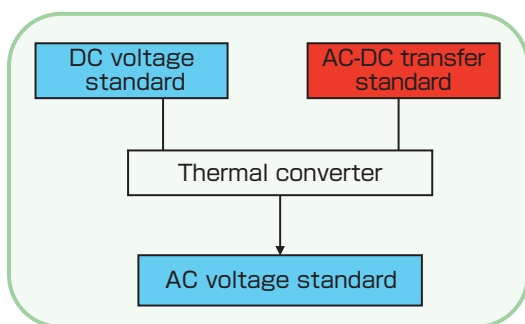 DC voltage
standard
AC-DC transfer
standard
Thermal converter
AC voltage standard